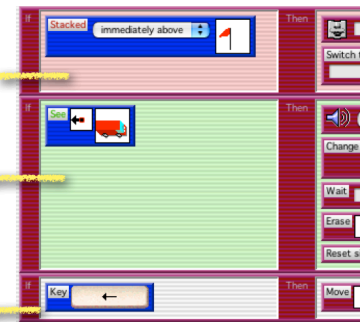 If
Stacked
immediately above
Then
Switch t
If
See
Then
Change
Wait
Erase
Reset s
If
Key
←
Then
Move